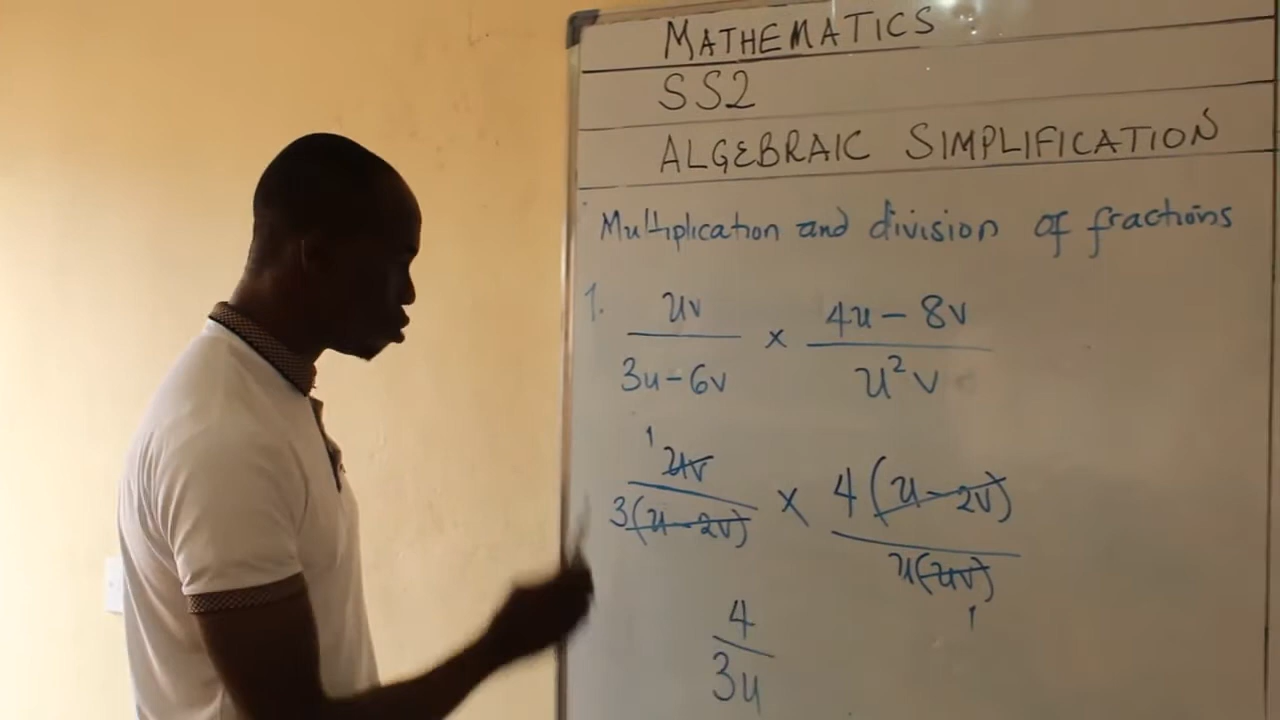 MATHEMATICS
SS2
ALGEBRAIC SIMPLIFICATION
Multiplication and division of fractions
1. uv/(3u-6v) × (4u-8v)/(u²v)
1 uv/3(u-2v) × 4(u-2v)/u(uv) 1
4/3u